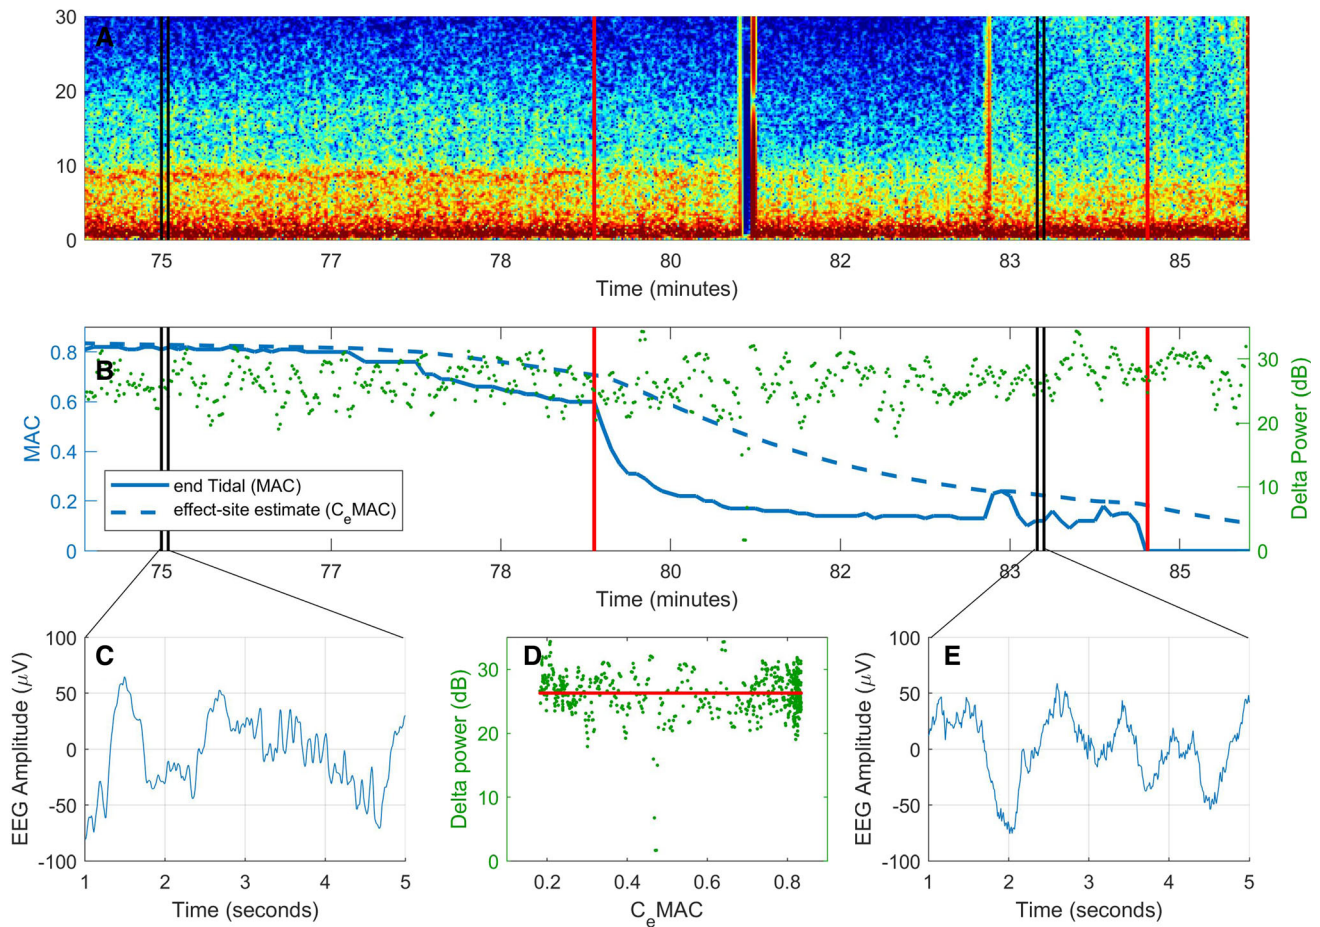 A
30
20
10
0
75 77 78 80 82 83 85
Time (minutes)
B
MAC
0.8
0.6
0.4
0.2
0
end Tidal (MAC)
effect-site estimate (CeMAC)
30
20
10
0
Delta Power (dB)
75 77 78 80 82 83 85
Time (minutes)
C
EEG Amplitude (μV)
100
50
0
-50
-100
1 2 3 4 5
Time (seconds)
D
Delta power (dB)
30
20
10
0
0.2 0.4 0.6 0.8
CeMAC
E
EEG Amplitude (μV)
100
50
0
-50
-100
1 2 3 4 5
Time (seconds)